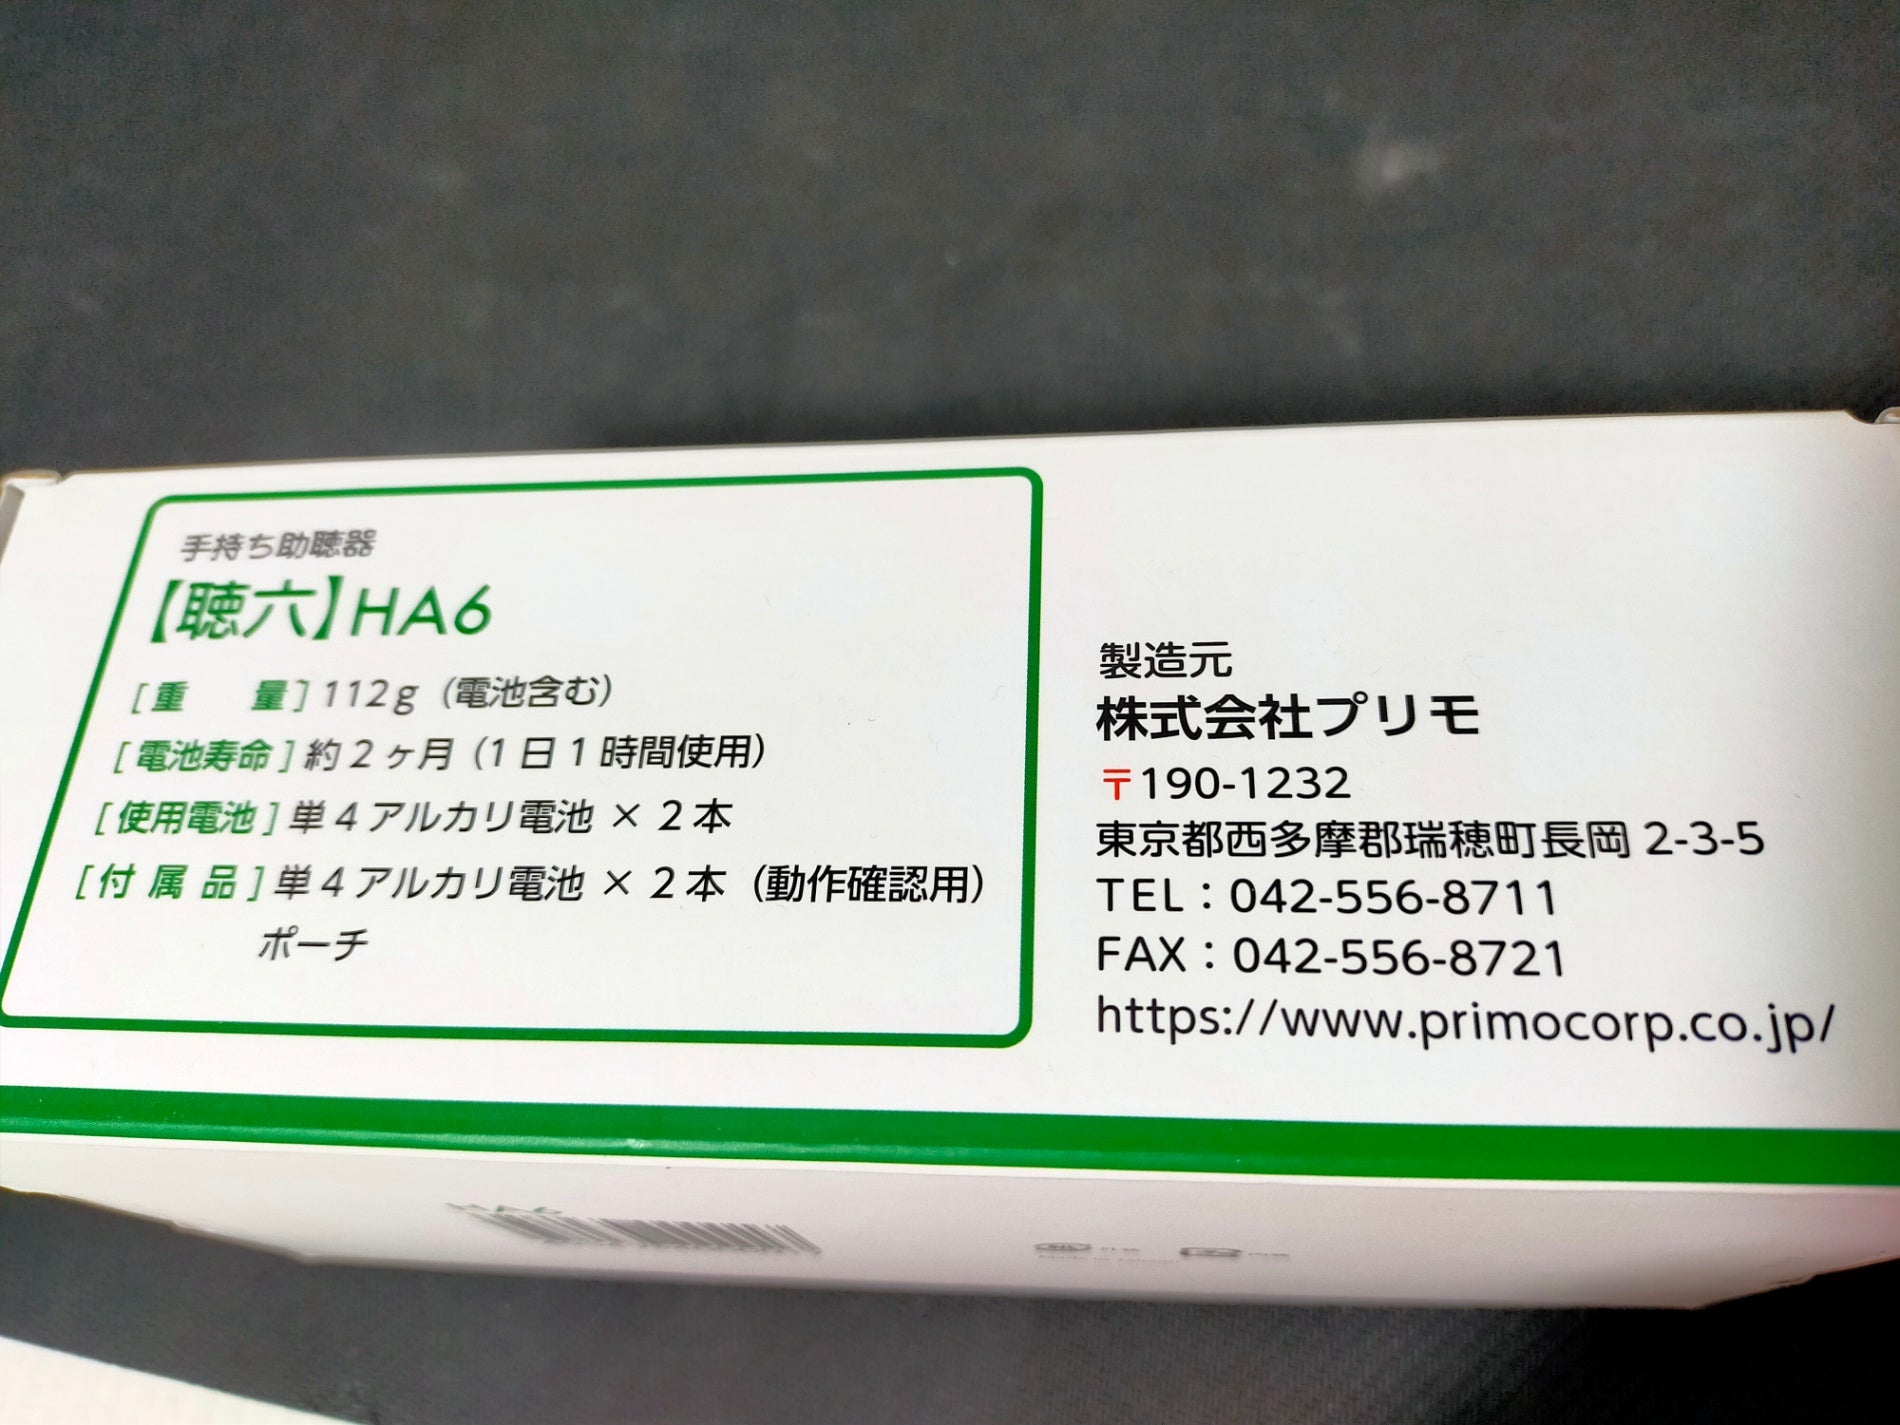 手持ち助聴器
【聴六】HA6
[重　　量] 112g（電池含む）
[電池寿命] 約2ヶ月（1日1時間使用）
[使用電池] 単4アルカリ電池 × 2本
[付 属 品] 単4アルカリ電池 × 2本（動作確認用）
ポーチ
製造元
株式会社プリモ
〒190-1232
東京都西多摩郡瑞穂町長岡 2-3-5
TEL：042-556-8711
FAX：042-556-8721
https://www.primocorp.co.jp/
HA6